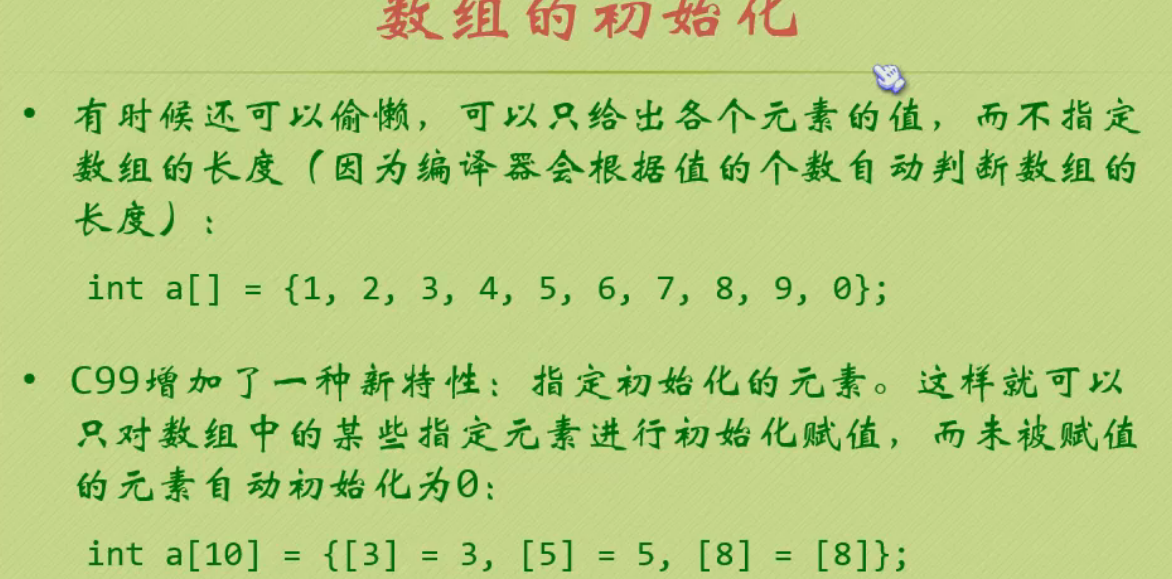 数组的初始化
• 有时候还可以偷懒，可以只给出各个元素的值，而不指定
数组的长度（因为编译器会根据值的个数自动判断数组的
长度）：
int a[] = {1, 2, 3, 4, 5, 6, 7, 8, 9, 0};
• C99增加了一种新特性：指定初始化的元素。这样就可以
只对数组中的某些指定元素进行初始化赋值，而未被赋值
的元素自动初始化为0：
int a[10] = {[3] = 3, [5] = 5, [8] = [8]};